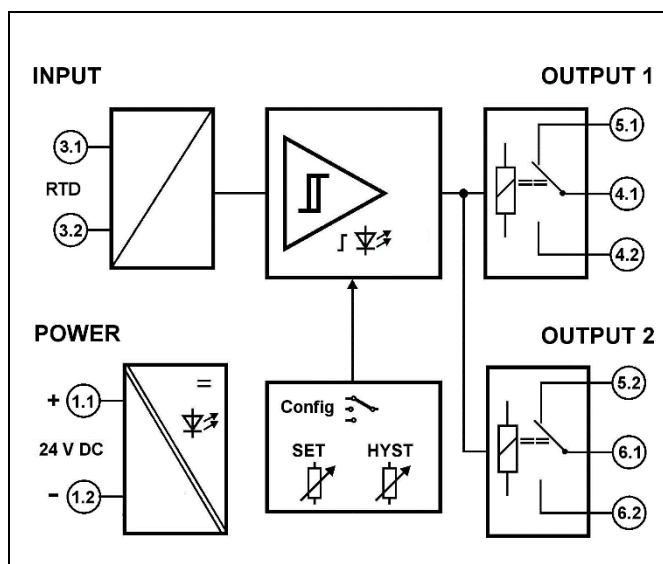 INPUT
OUTPUT 1
3.1
RTD
3.2
5.1
4.1
4.2
POWER
+ 1.1
24 V DC
− 1.2
Config
SET HYST
OUTPUT 2
5.2
6.1
6.2